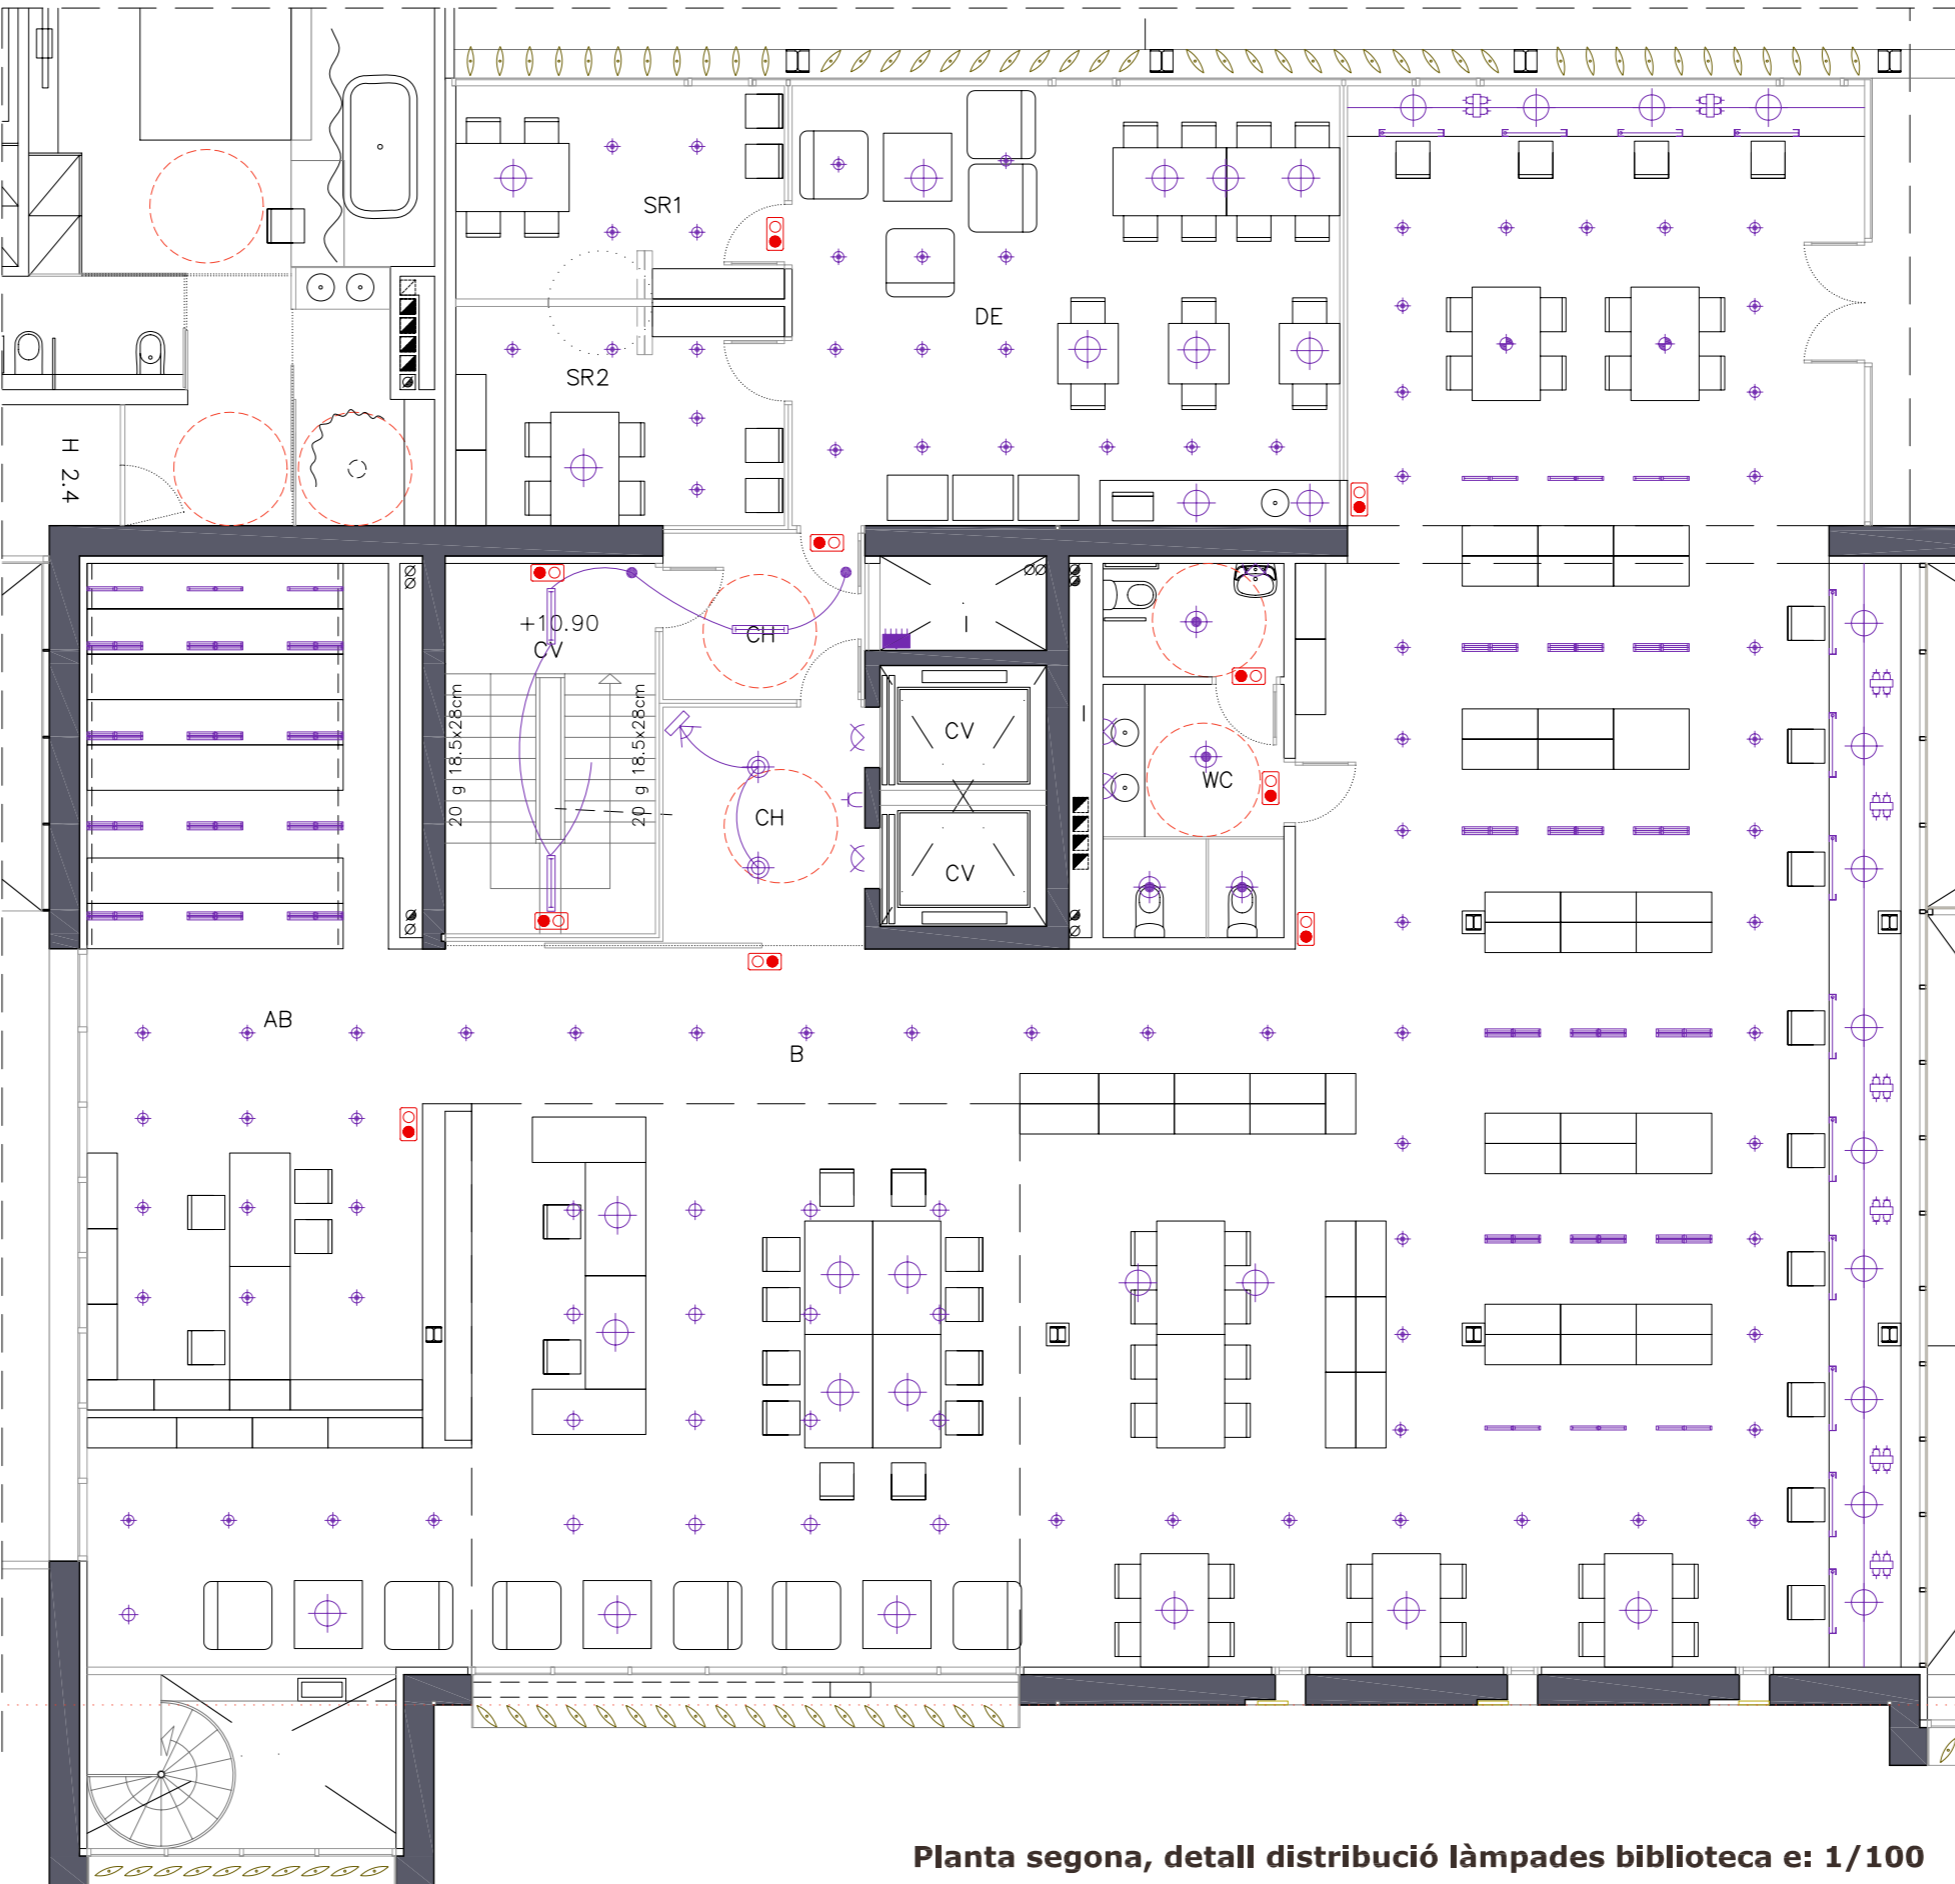 SR1
DE
SR2
H 2.4
+10.90
CV
CH
I
20 g 18.5x28cm
20 g 18.5x28cm
CV
I
WC
CH
CV
AB
B
Planta segona, detall distribució làmpades biblioteca e: 1/100